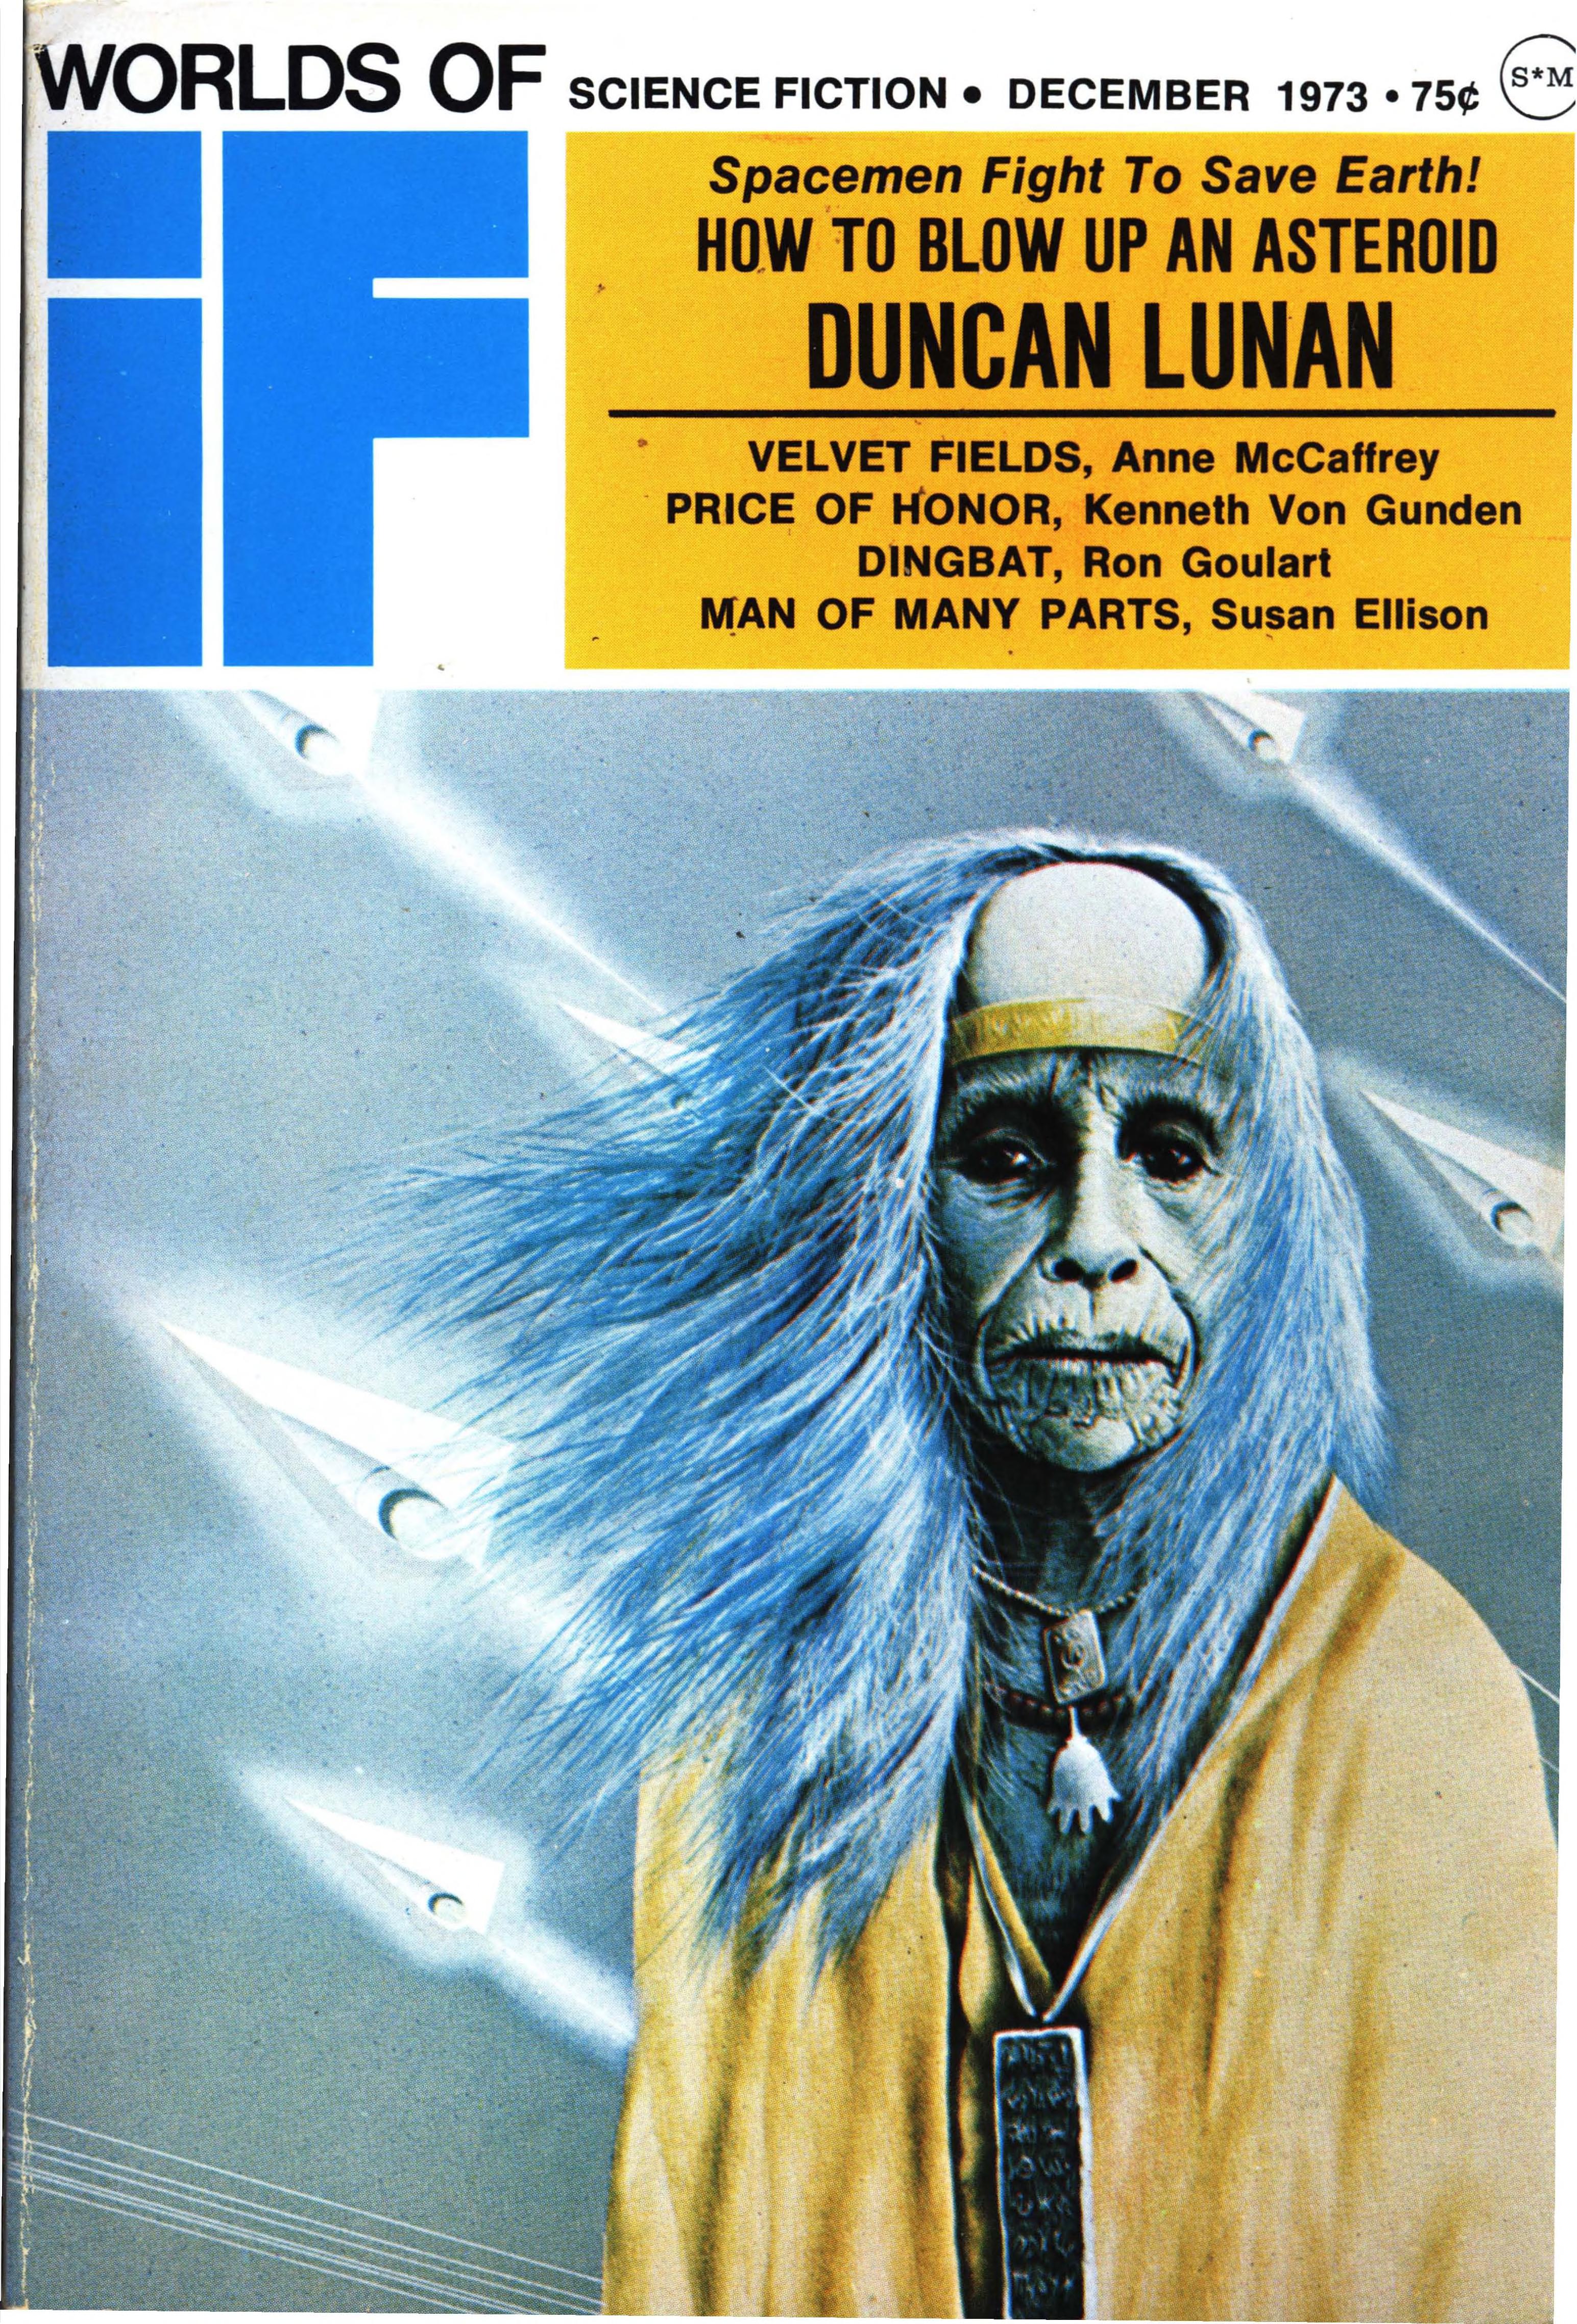 WORLDS OF
SCIENCE FICTION • DECEMBER 1973 • 75¢
S*M
iF
Spacemen Fight To Save Earth!
HOW TO BLOW UP AN ASTEROID
DUNCAN LUNAN
VELVET FIELDS, Anne McCaffrey
PRICE OF HONOR, Kenneth Von Gunden
DINGBAT, Ron Goulart
MAN OF MANY PARTS, Susan Ellison